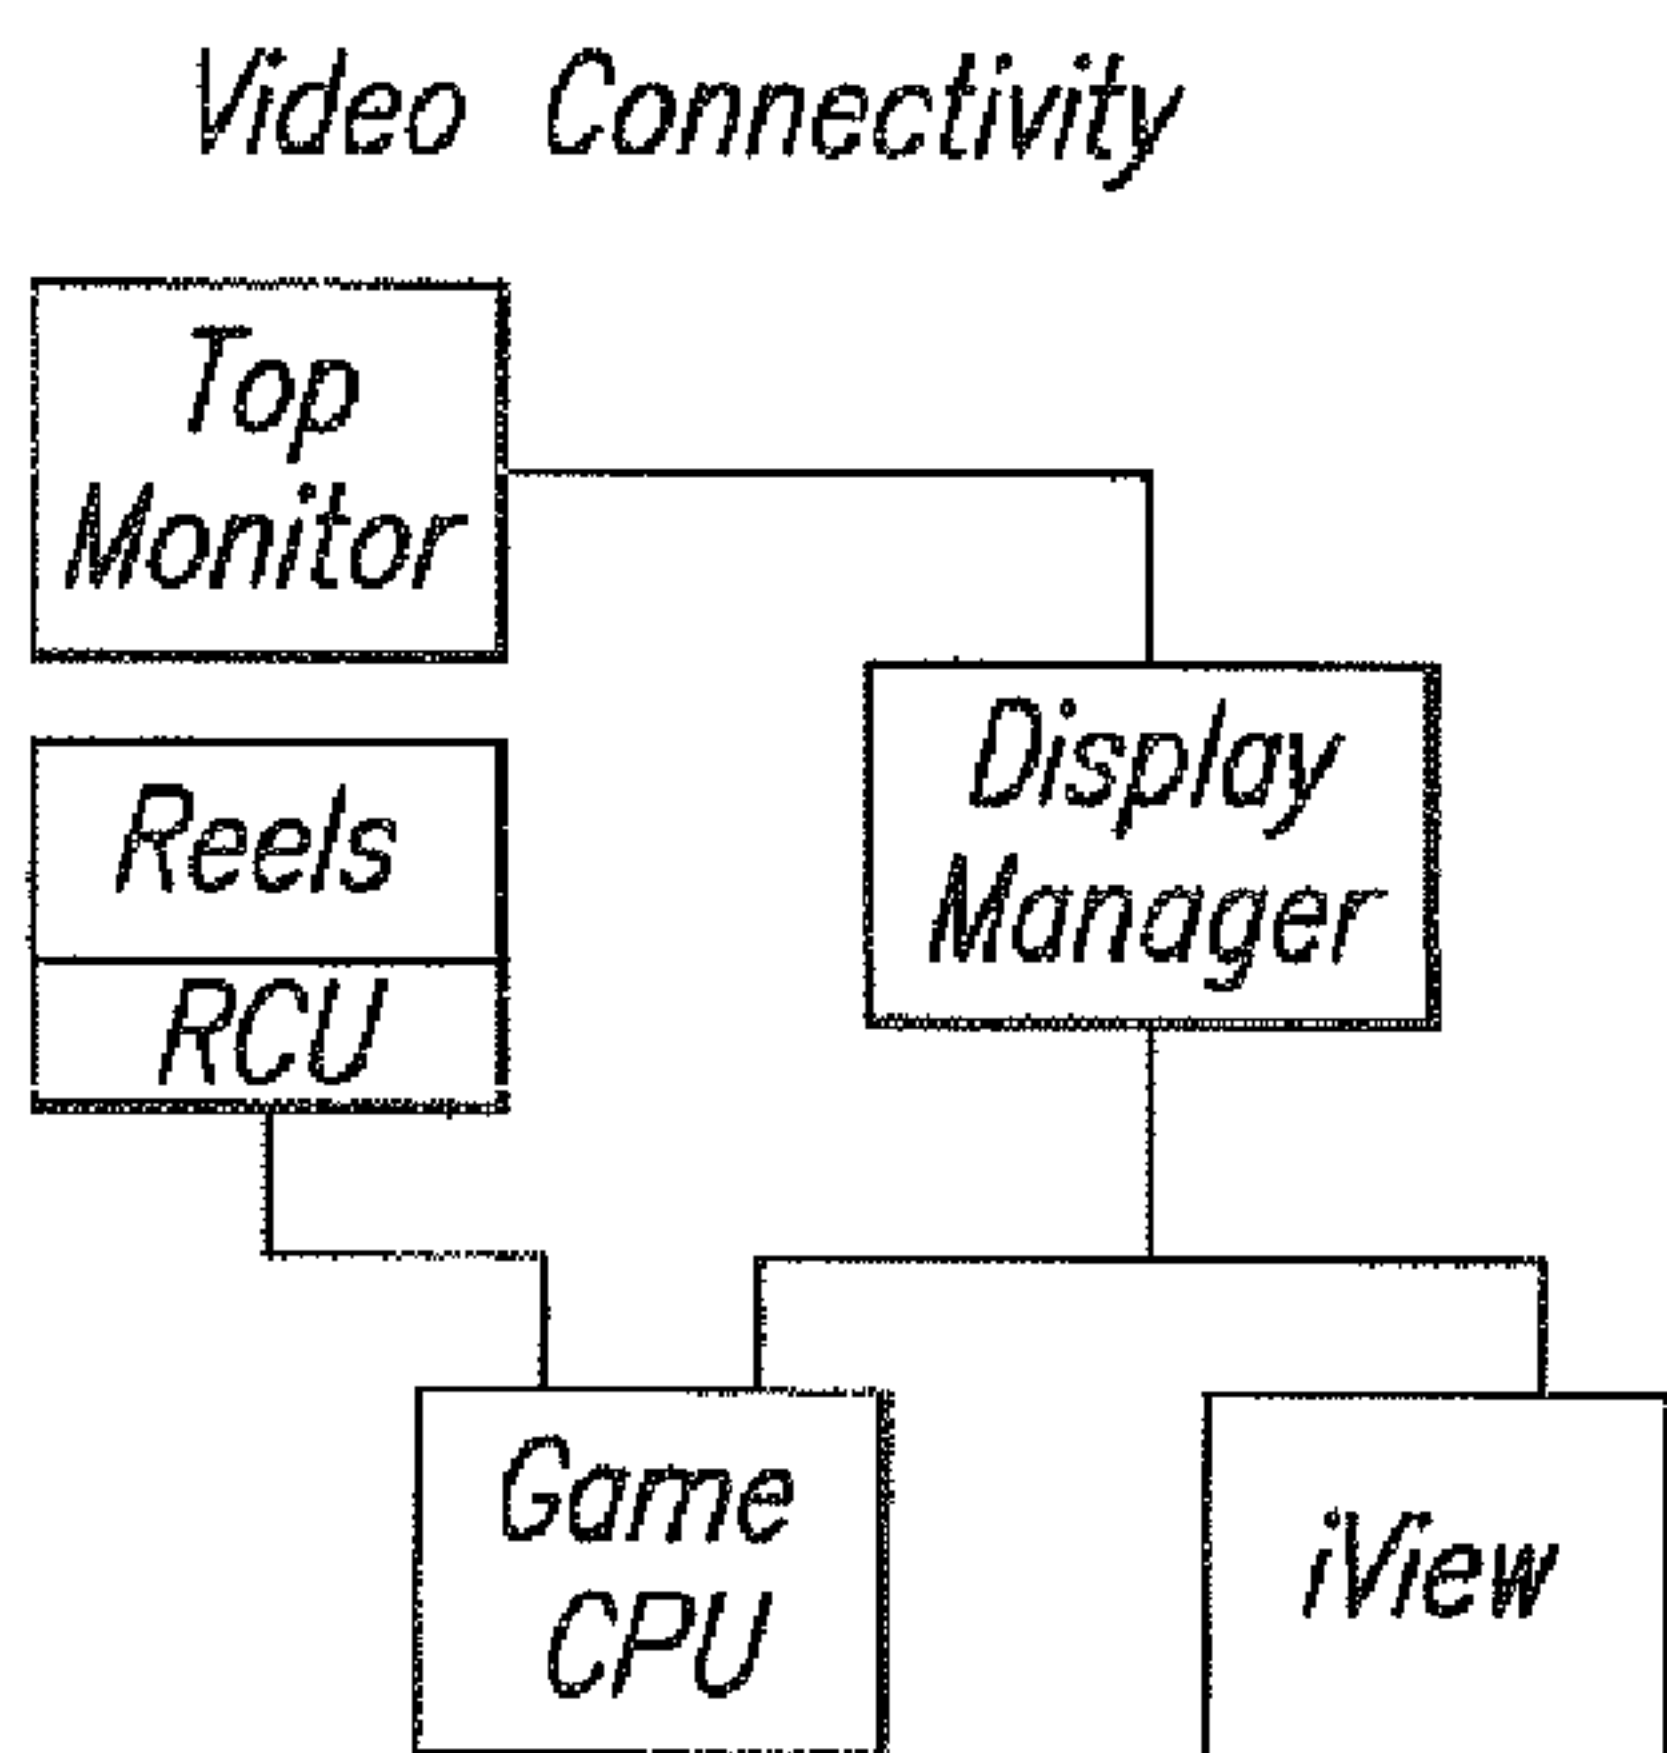 Video Connectivity
Top
Monitor
Reels
RCU
Display
Manager
Game
CPU
iView